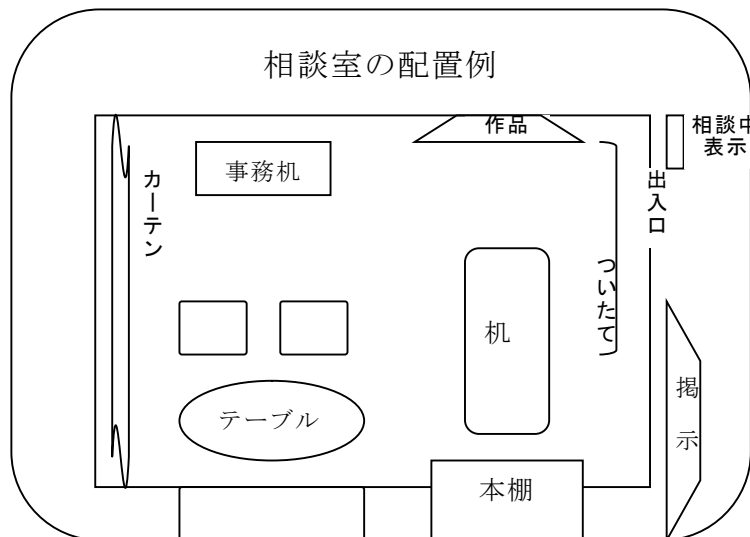 相談室の配置例
作品
相談中
表示
事務机
カーテン
出入口
ついたて
机
掲示
テーブル
本棚